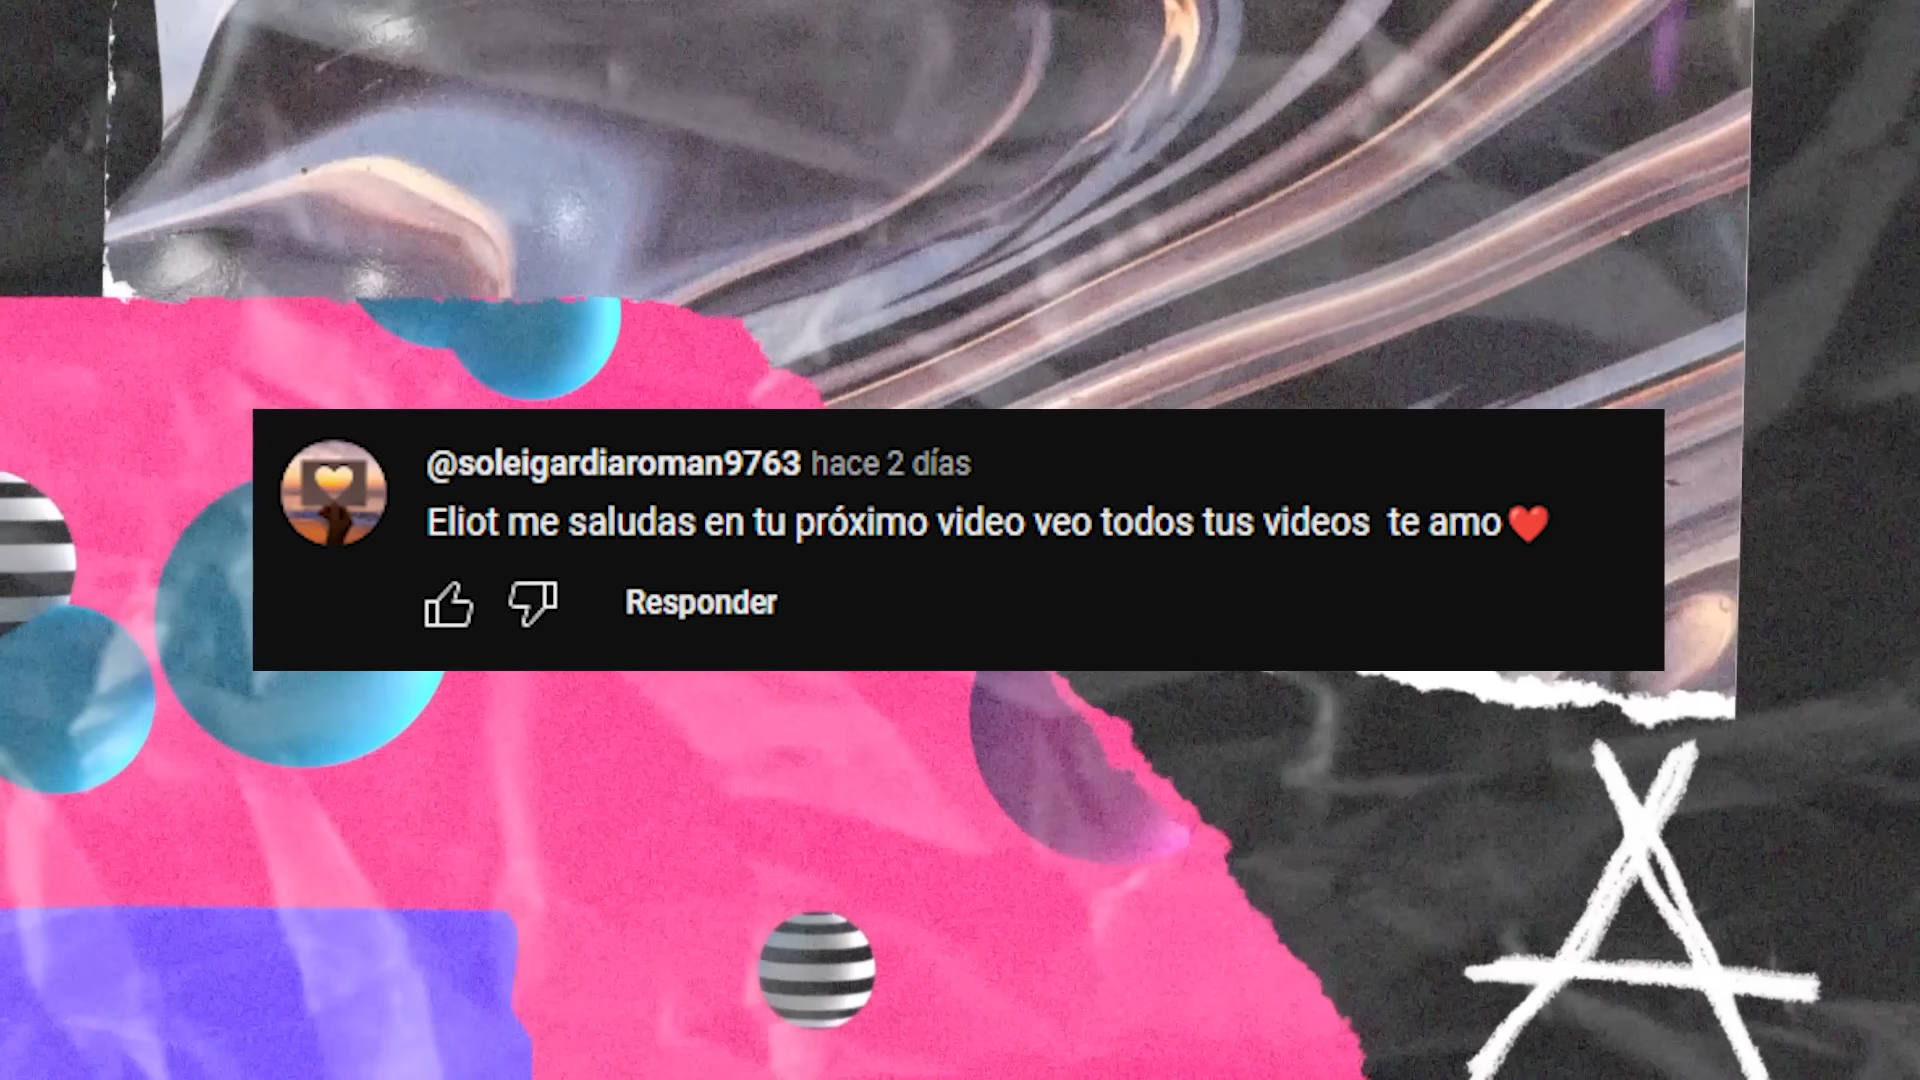 @soleigardiaroman9763 hace 2 días
Eliot me saludas en tu próximo video veo todos tus videos  te amo❤️
Responder